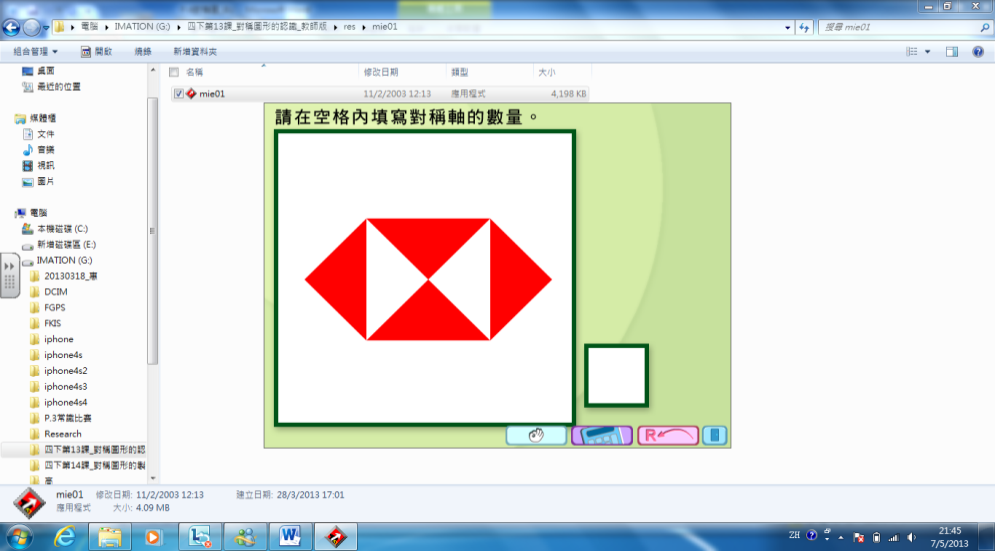 電腦 ▸ IMATION (G:) ▸ 四下第13課_對稱圖形的認識_教師版 ▸ res ▸ mie01
搜尋 mie01
組合管理 開啟 燒錄 新增資料夾
桌面
最近的位置
媒體櫃
文件
音樂
視訊
圖片
電腦
本機磁碟 (C:)
新增磁碟區 (E:)
IMATION (G:)
20130318_惠
DCIM
FGPS
FKIS
iphone
iphone4s
iphone4s2
iphone4s3
iphone4s4
P.3常識比賽
Research
四下第13課_對稱圖形的認
四下第14課_對稱圖形的製
名稱 修改日期 類型 大小
mie01 11/2/2003 12:13 應用程式 4,198 KB
請在空格內填寫對稱軸的數量。
R
mie01 修改日期: 11/2/2003 12:13 建立日期: 28/3/2013 17:01
應用程式 大小: 4.09 MB
ZH
21:45
7/5/2013